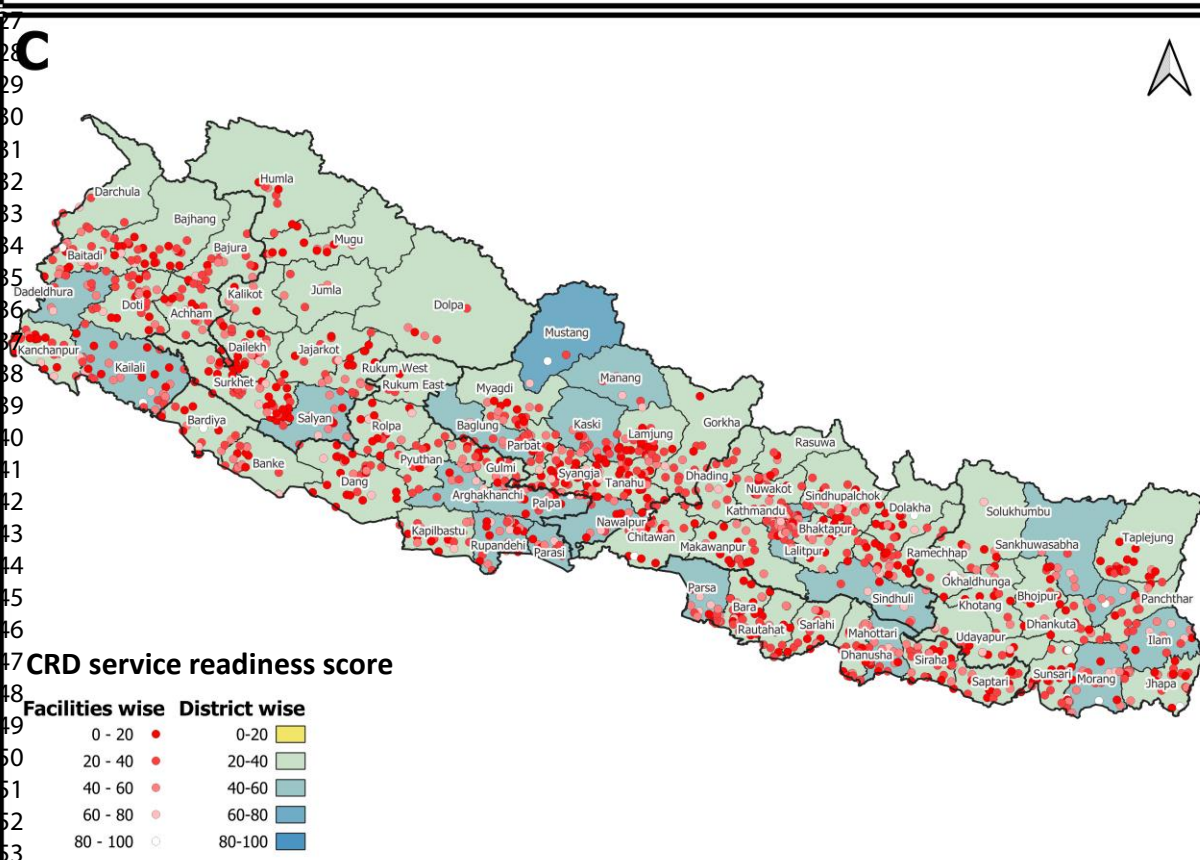 27
28
C
29
30
31
32
33
34
35
36
37
38
39
40
41
42
43
44
45
46
47
48
49
50
51
52
53
Darchula
Humla
Bajhang
Mugu
Baitadi
Bajura
Dadeldhura
Kalikot
Jumla
Doti
Achham
Dolpa
Mustang
Kanchanpur
Dailekh
Jajarkot
Kailali
Surkhet
Rukum West
Rukum East
Myagdi
Manang
Bardiya
Salyan
Rolpa
Baglung
Kaski
Gorkha
Parbat
Lamjung
Rasuwa
Banke
Pyuthan
Gulmi
Syangja
Dang
Tanahu
Dhading
Arghakhanchi
Palpa
Nuwakot
Sindhupalchok
Kathmandu
Dolakha
Solukhumbu
Nawalpur
Bhaktapur
Kapilbastu
Chitawan
Taplejung
Rupandehi
Parasi
Makawanpur
Lalitpur
Ramechhap
Sankhuwasabha
Okhaldhunga
Parsa
Sindhuli
Bhojpur
Panchthar
Bara
Khotang
Rautahat
Sarlahi
Dhankuta
Mahottari
Udayapur
Ilam
Dhanusha
Siraha
Saptari
Sunsari
Morang
Jhapa
CRD service readiness score
Facilities wise District wise
0 - 20 0-20
20 - 40 20-40
40 - 60 40-60
60 - 80 60-80
80 - 100 80-100